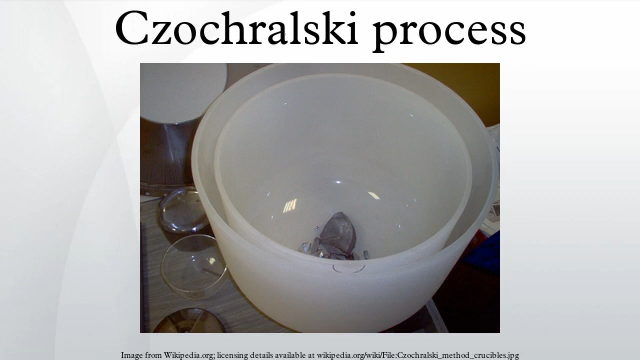 Czochralski process
Image from Wikipedia.org; licensing details available at wikipedia.org/wiki/File:Czochralski_method_crucibles.jpg